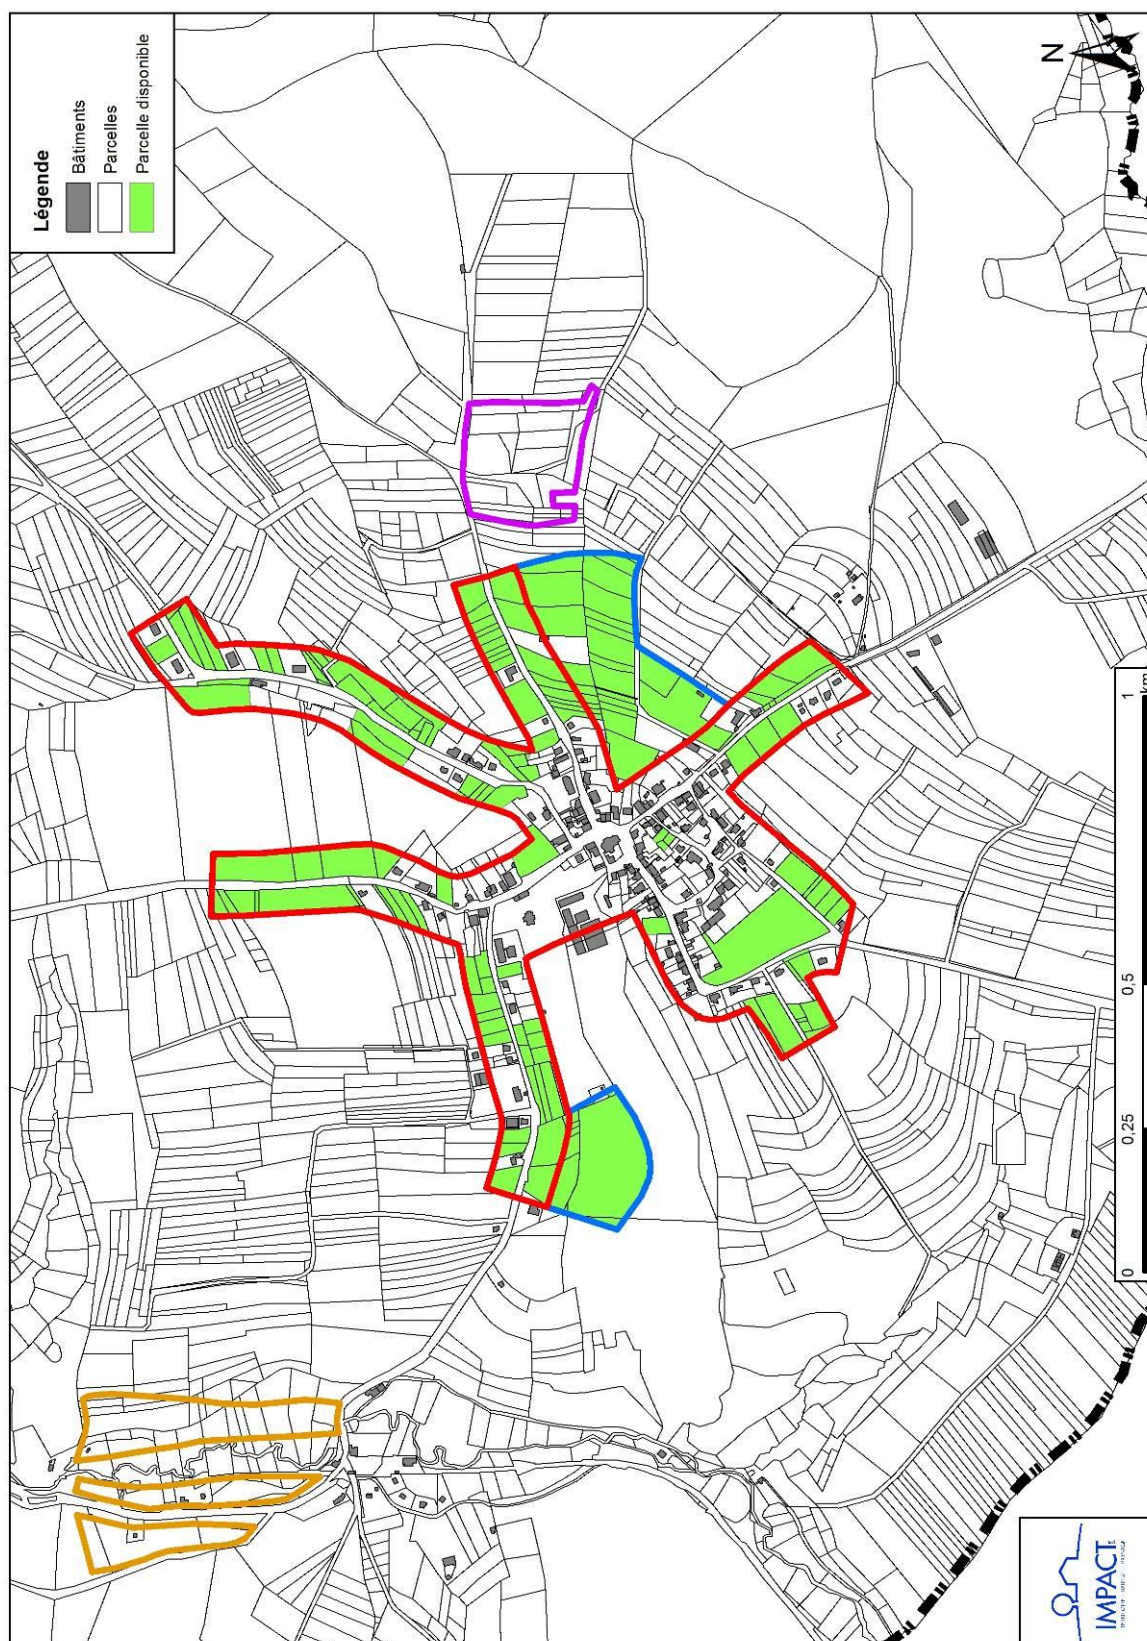 Légende
Bâtiments
Parcelles
Parcelle disponible
N
0
0,25
0,5
1
km
IMPACT